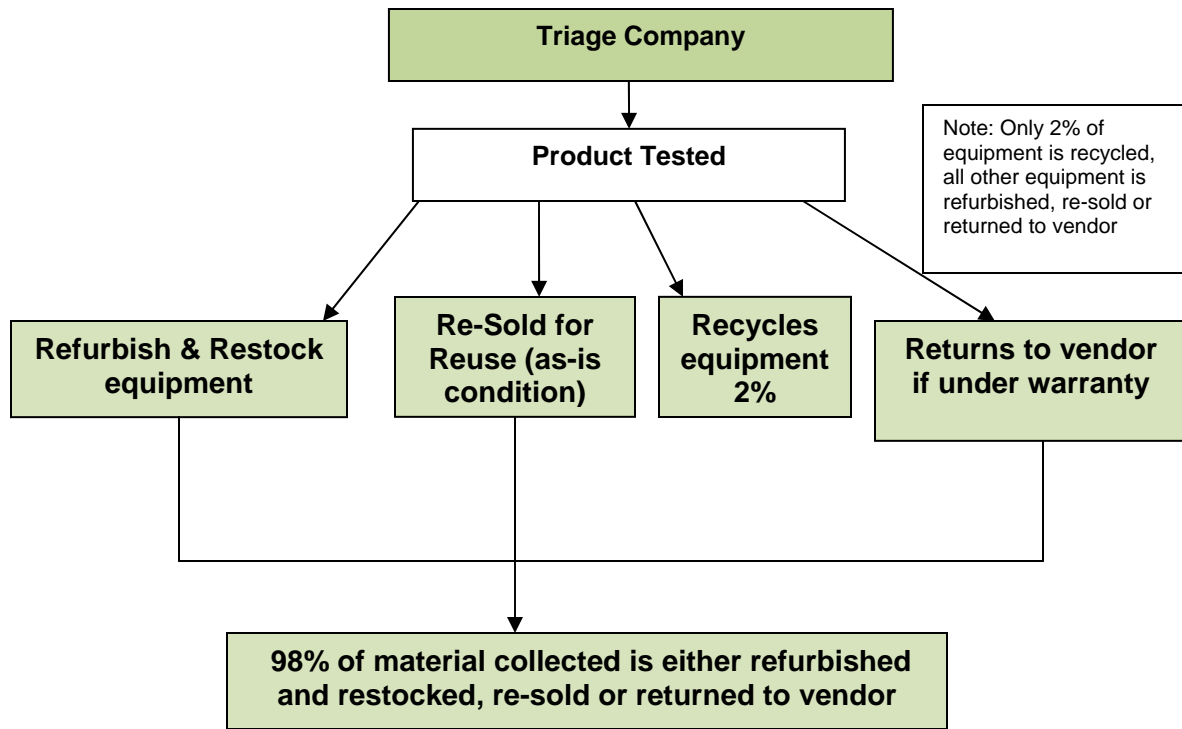 Triage Company
Product Tested
Note: Only 2% of
equipment is recycled,
all other equipment is
refurbished, re-sold or
returned to vendor
Refurbish & Restock
equipment
Re-Sold for
Reuse (as-is
condition)
Recycles
equipment
2%
Returns to vendor
if under warranty
98% of material collected is either refurbished
and restocked, re-sold or returned to vendor